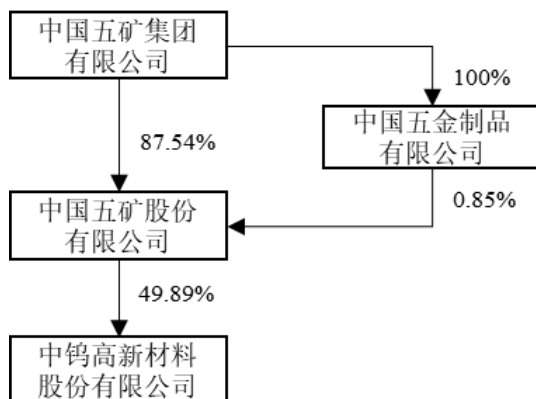 中国五矿集团
有限公司
100%
中国五金制品
有限公司
87.54%
0.85%
中国五矿股份
有限公司
49.89%
中钨高新材料
股份有限公司